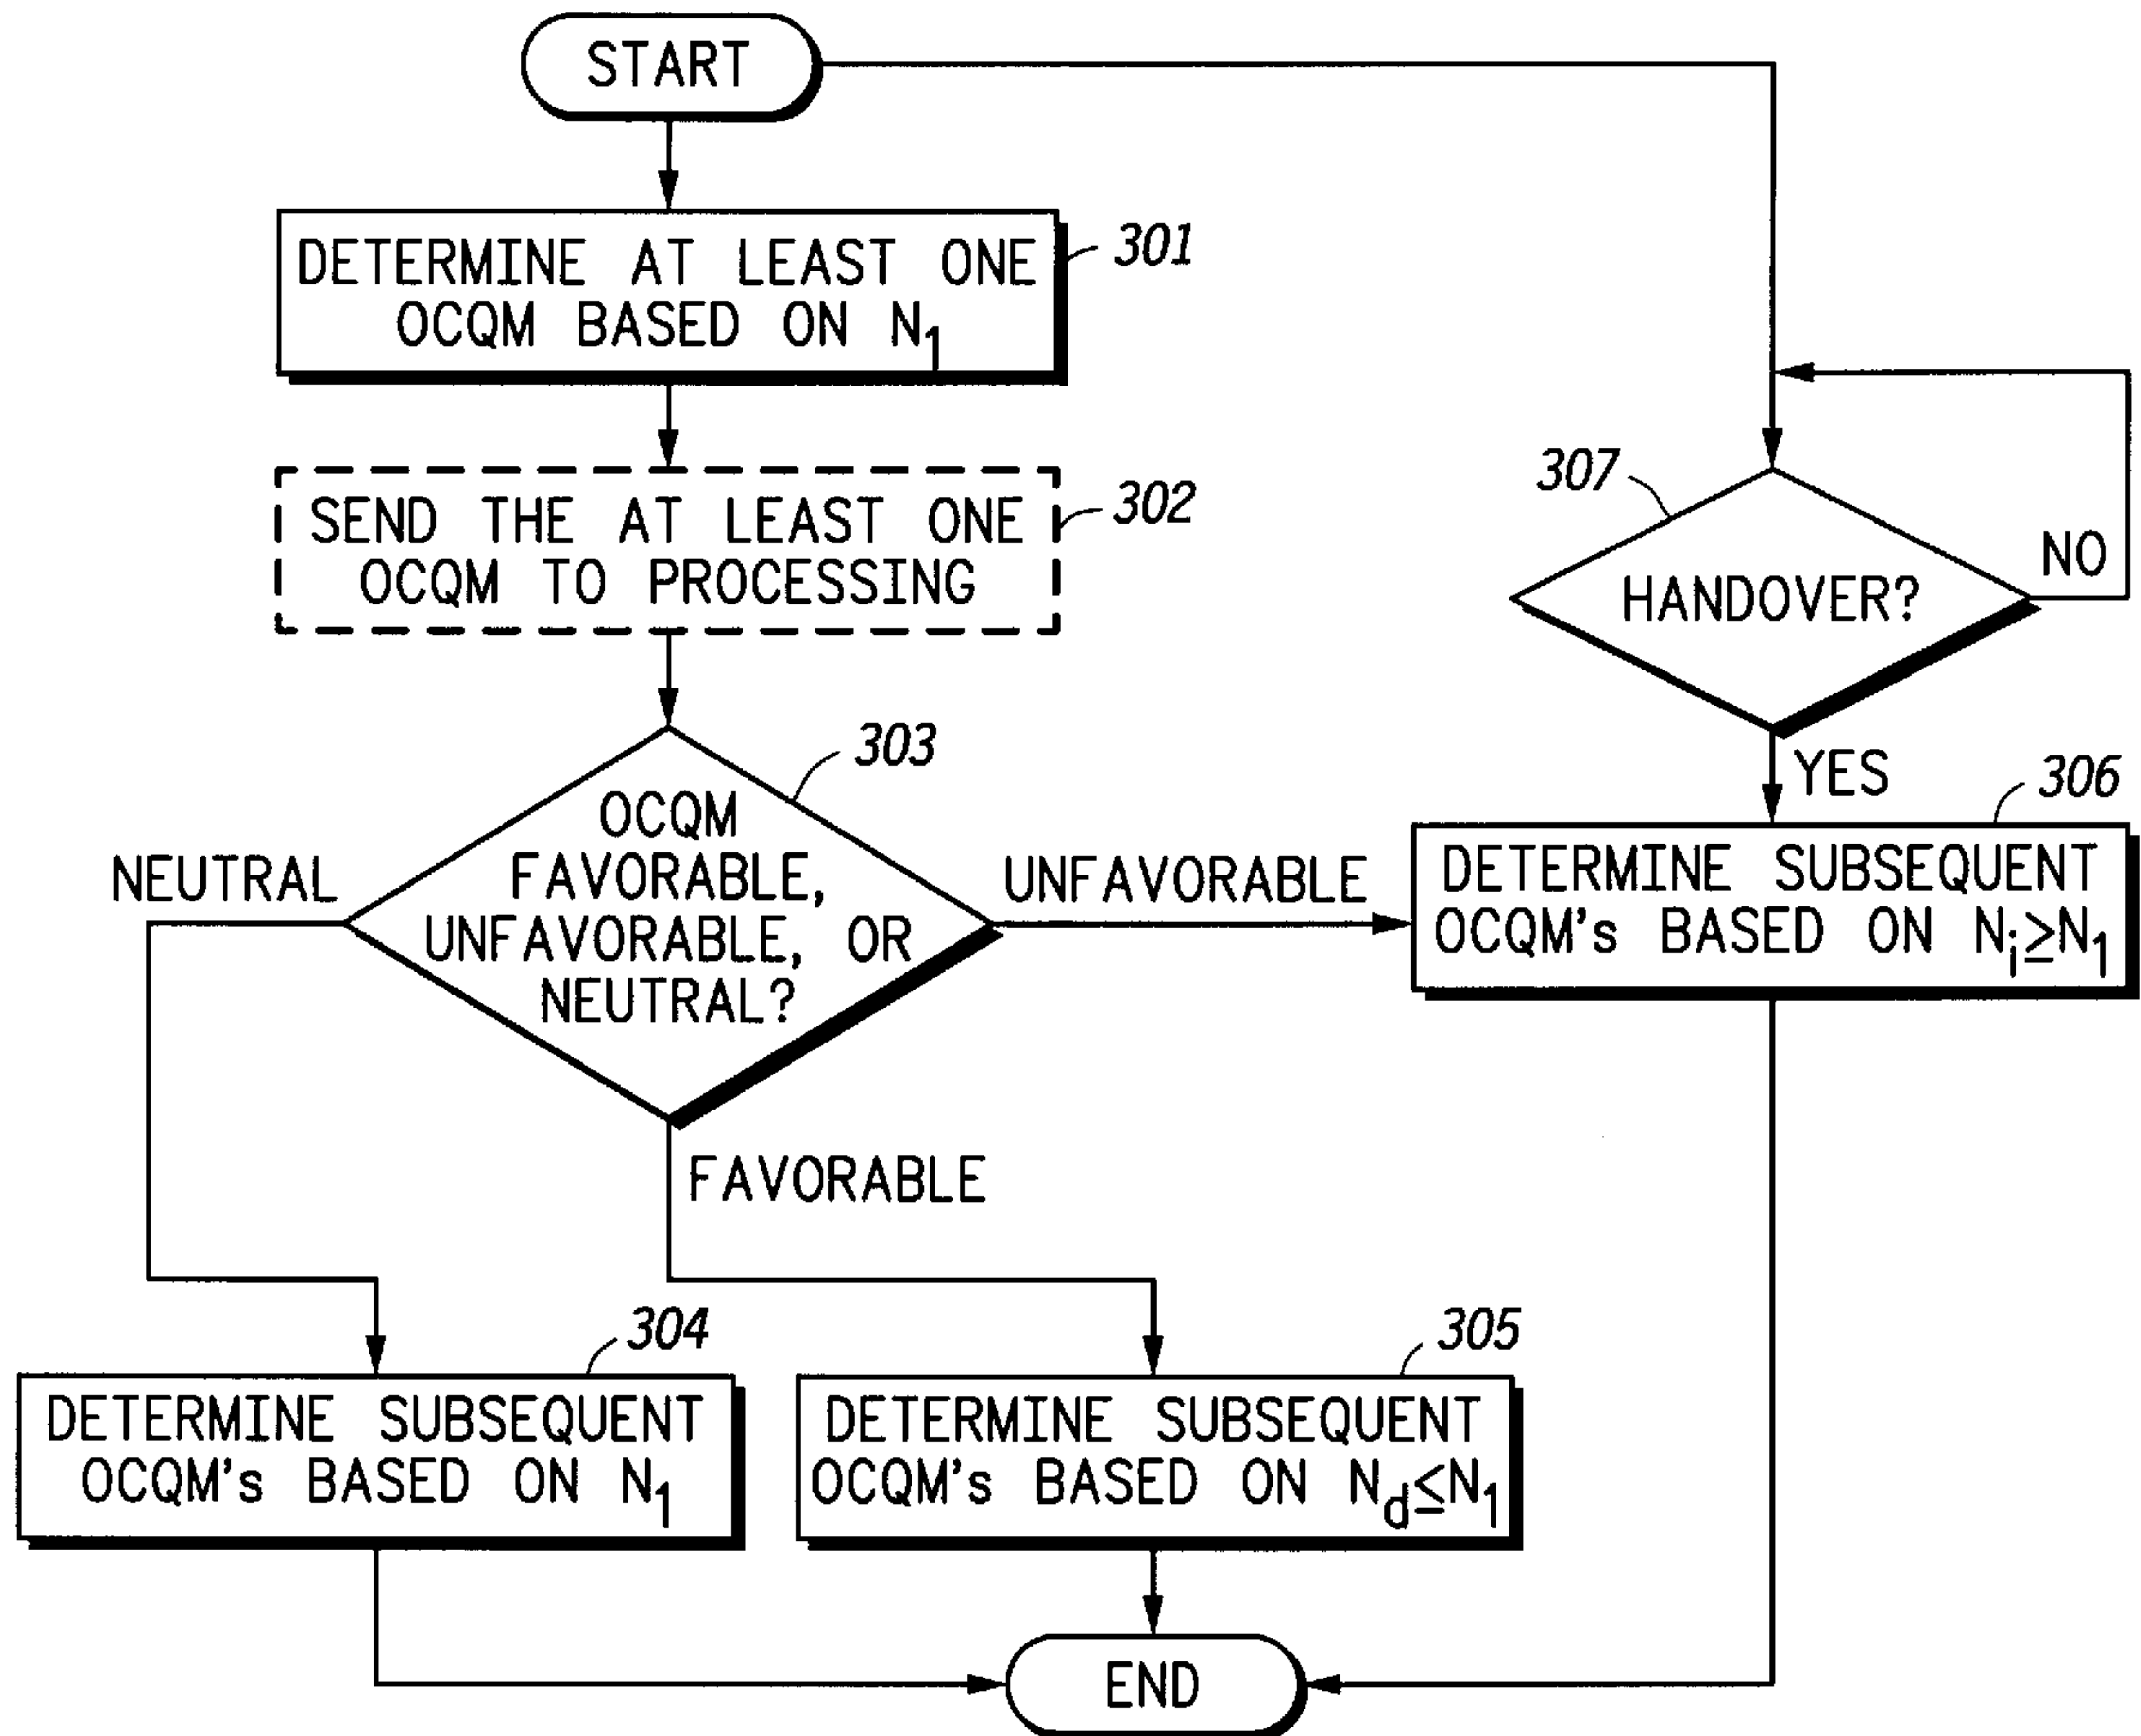 START
DETERMINE AT LEAST ONE
OCQM BASED ON N1
301
SEND THE AT LEAST ONE
OCQM TO PROCESSING
302
307
HANDOVER?
NO
YES
303
OCQM
FAVORABLE,
UNFAVORABLE, OR
NEUTRAL?
NEUTRAL
UNFAVORABLE
FAVORABLE
306
DETERMINE SUBSEQUENT
OCQM's BASED ON Ni≥N1
304
DETERMINE SUBSEQUENT
OCQM's BASED ON N1
305
DETERMINE SUBSEQUENT
OCQM's BASED ON Nd≤N1
END